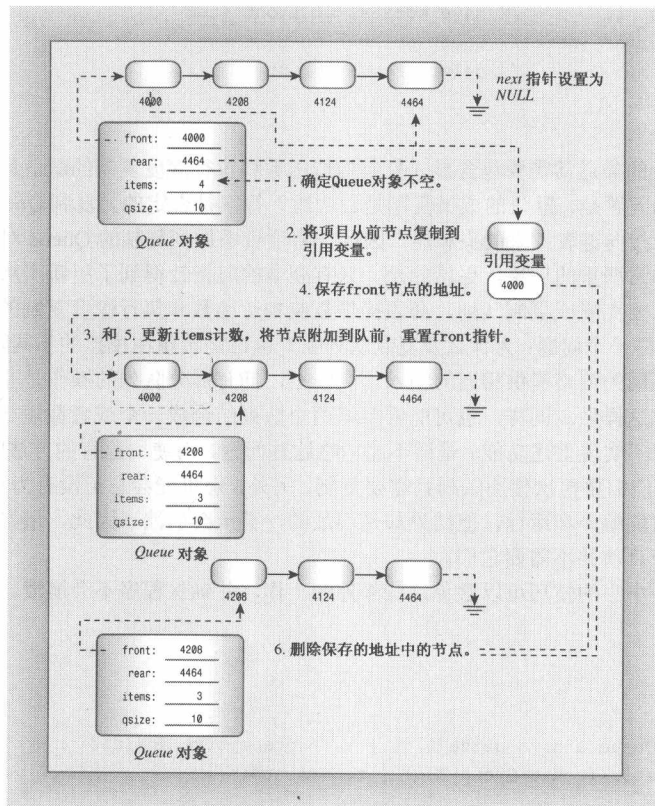 next 指针设置为
NULL
4000 4208 4124 4464
front: 4000
rear: 4464
items: 4
qsize: 10
Queue 对象
1. 确定Queue对象不空。
2. 将项目从前节点复制到
引用变量。
引用变量
4. 保存front节点的地址。
4000
3. 和 5. 更新items计数，将节点附加到队前，重置front指针。
4000 4208 4124 4464
front: 4208
rear: 4464
items: 3
qsize: 10
Queue 对象
4208 4124 4464
front: 4208
rear: 4464
items: 3
qsize: 10
Queue 对象
6. 删除保存的地址中的节点。